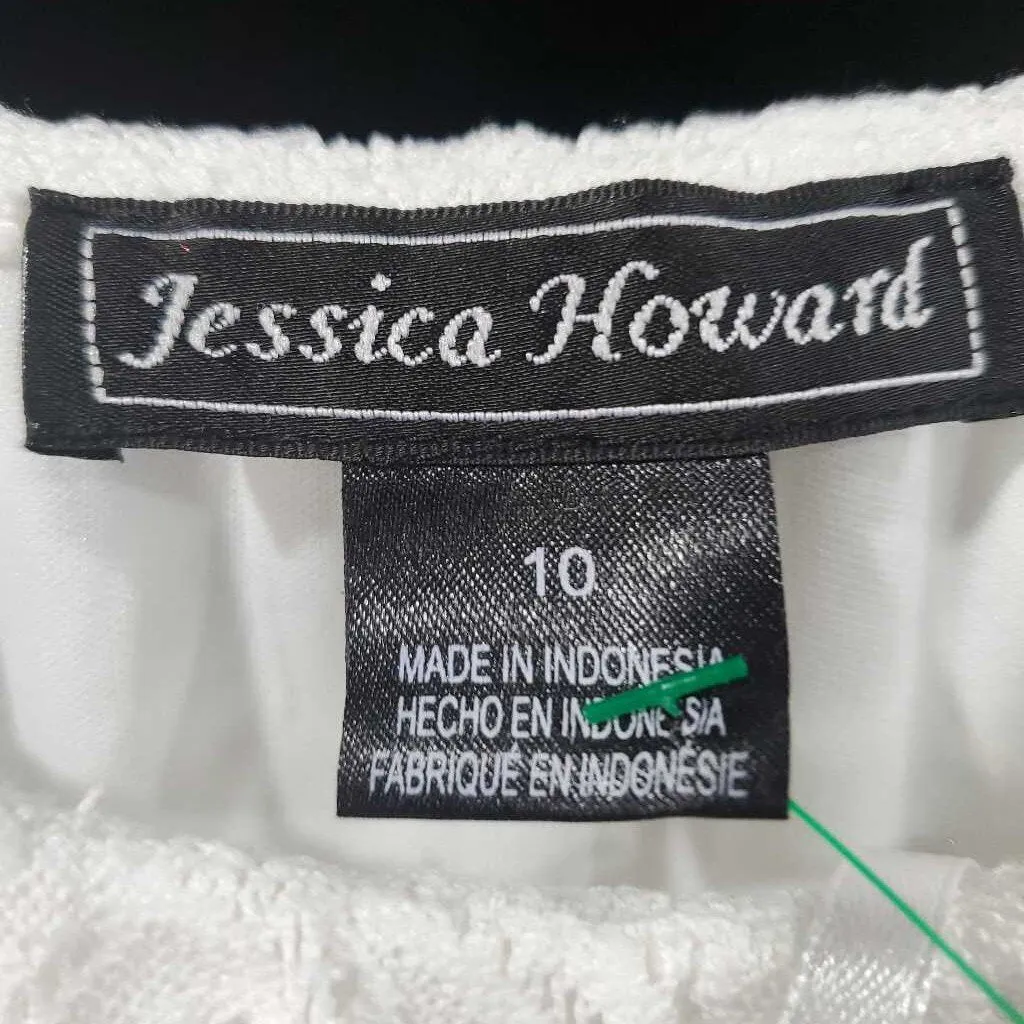 Jessica Howard
10
MADE IN INDONESIA
HECHO EN INDONESIA
FABRIQUÉ EN INDONÉSIE